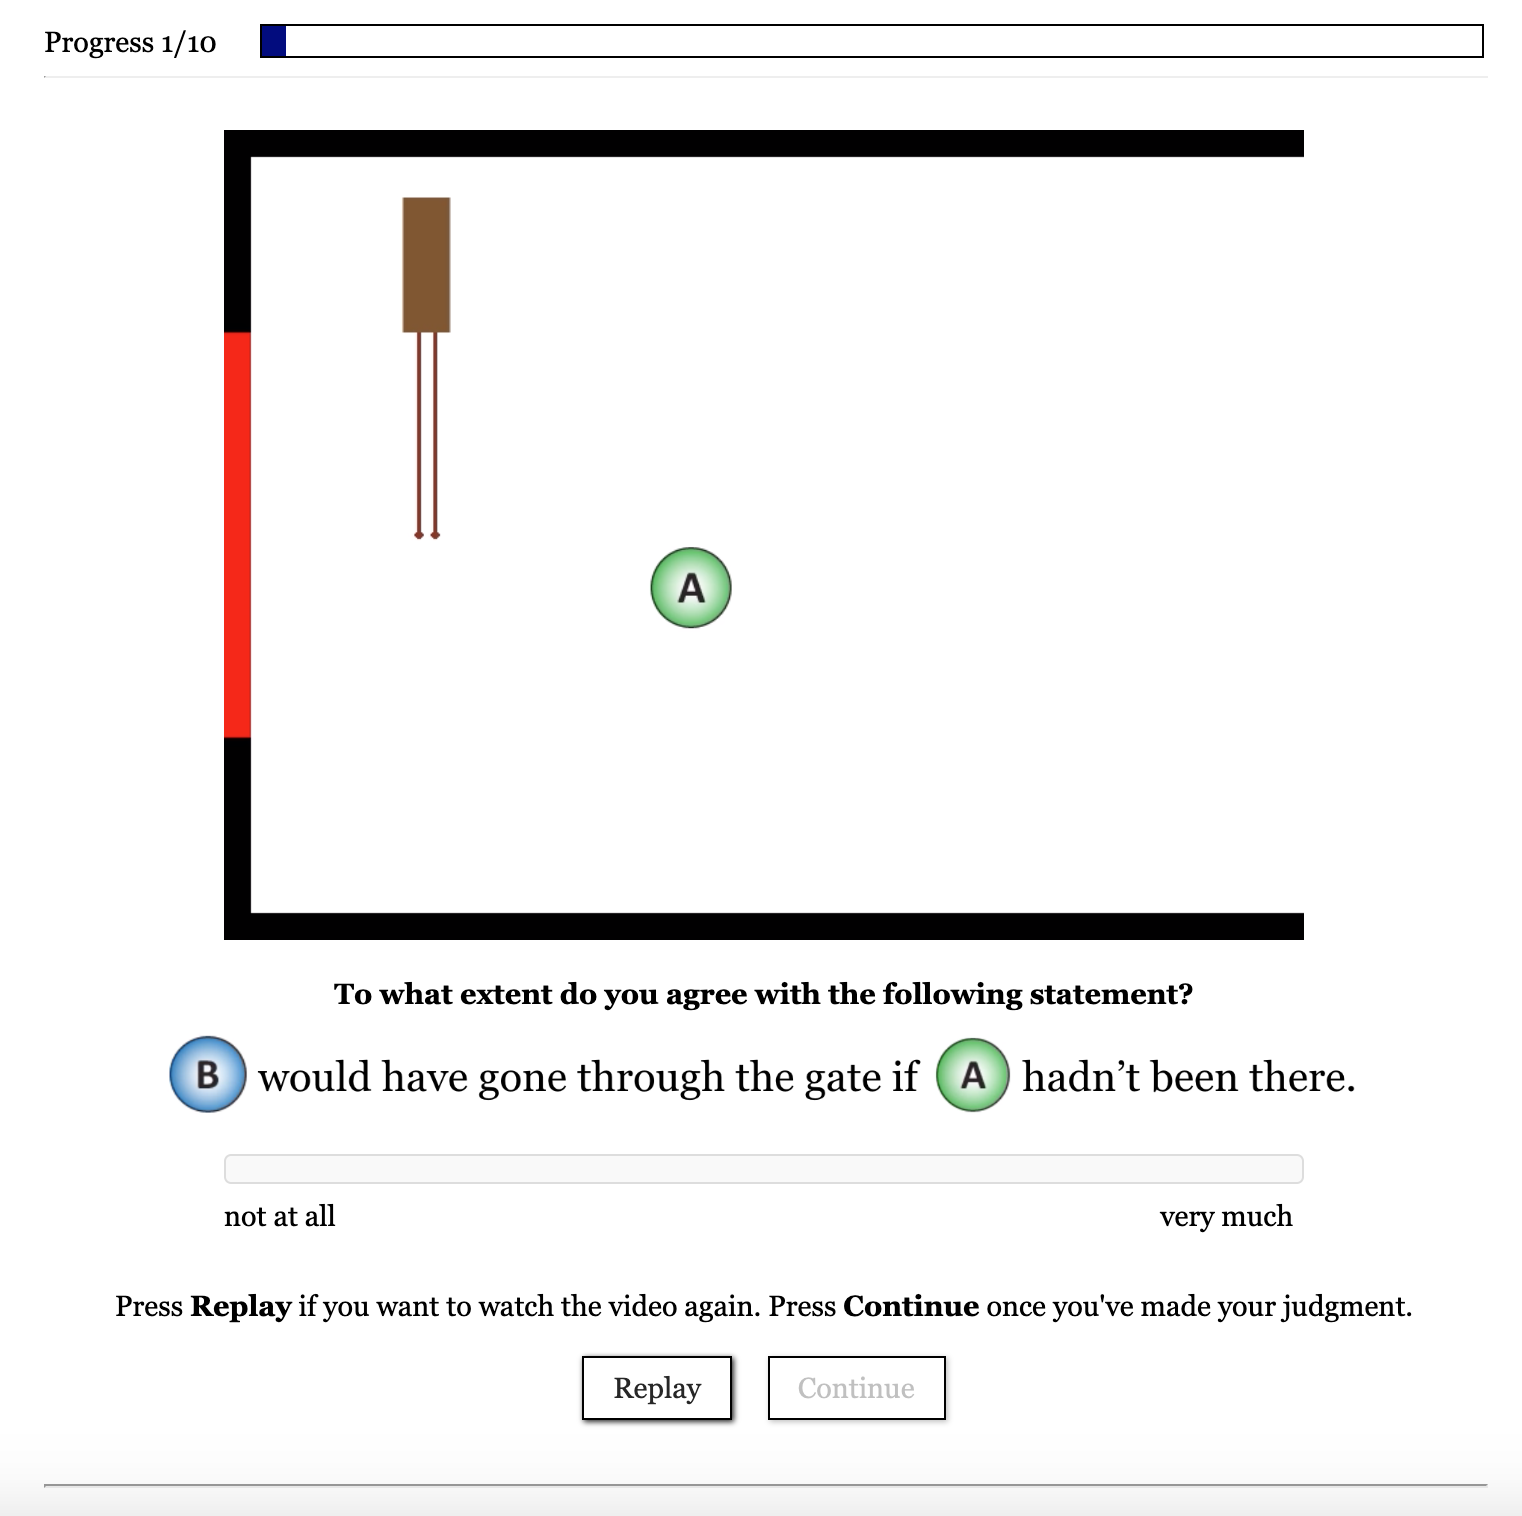 Progress 1/10
A
To what extent do you agree with the following statement?
B would have gone through the gate if A hadn’t been there.
not at all very much
Press Replay if you want to watch the video again. Press Continue once you've made your judgment.
Replay Continue